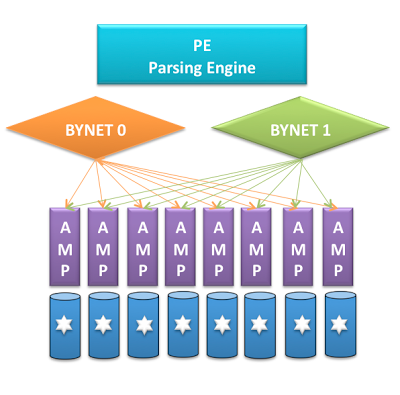 PE
Parsing Engine
BYNET 0
BYNET 1
A A A A A A A A
M M M M M M M M
P P P P P P P P